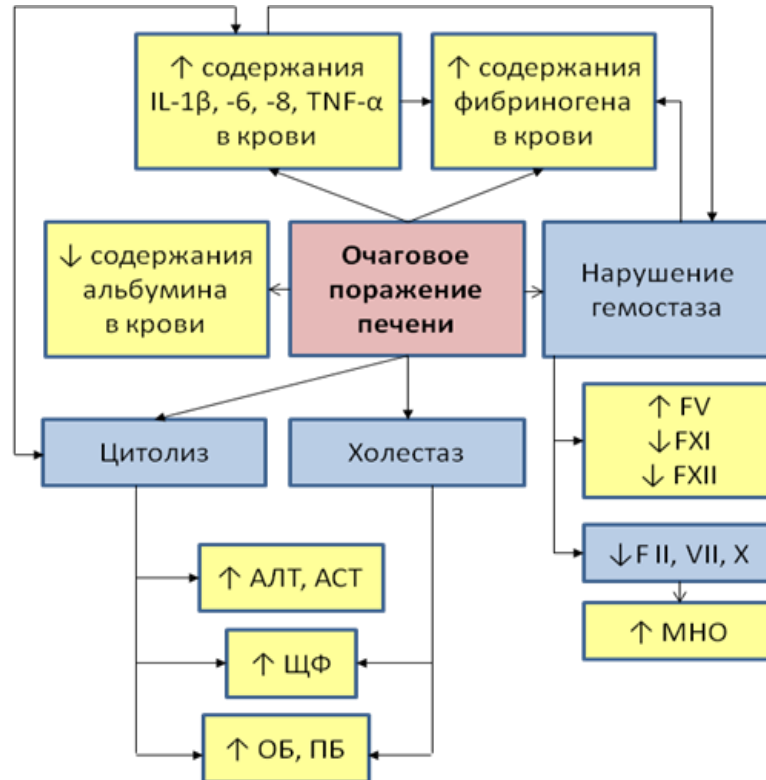 ↑ содержания
IL-1β, -6, -8, TNF-α
в крови
↑ содержания
фибриногена
в крови
↓ содержания
альбумина
в крови
Очаговое
поражение
печени
Нарушение
гемостаза
Цитолиз
Холестаз
↑ FV
↓FXI
↓ FXII
↓F II, VII, X
↑ МНО
↑ АЛТ, АСТ
↑ ЩФ
↑ ОБ, ПБ